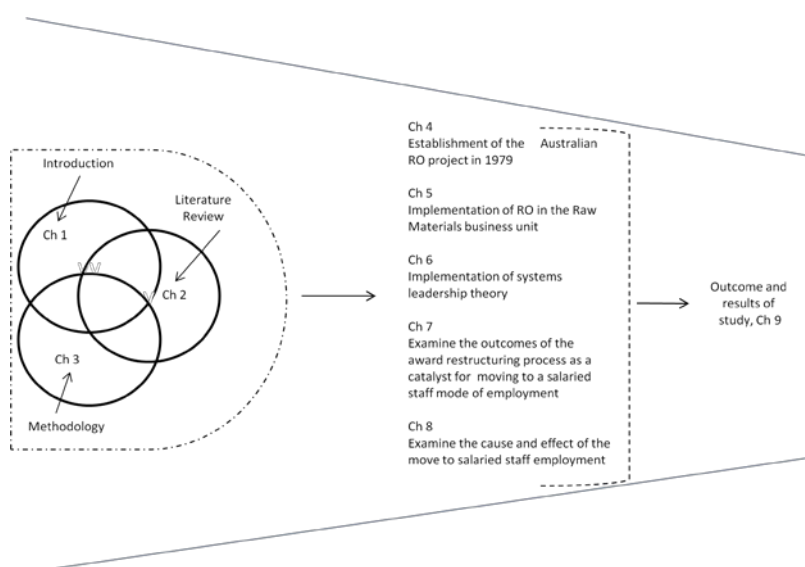 Introduction
Ch 1
Literature
Review
Ch 2
Ch 3
Methodology
Ch 4
Establishment of the Australian
RO project in 1979
Ch 5
Implementation of RO in the Raw
Materials business unit
Ch 6
Implementation of systems
leadership theory
Ch 7
Examine the outcomes of the
award restructuring process as a
catalyst for moving to a salaried
staff mode of employment
Ch 8
Examine the cause and effect of the
move to salaried staff employment
Outcome and
results of
study, Ch 9